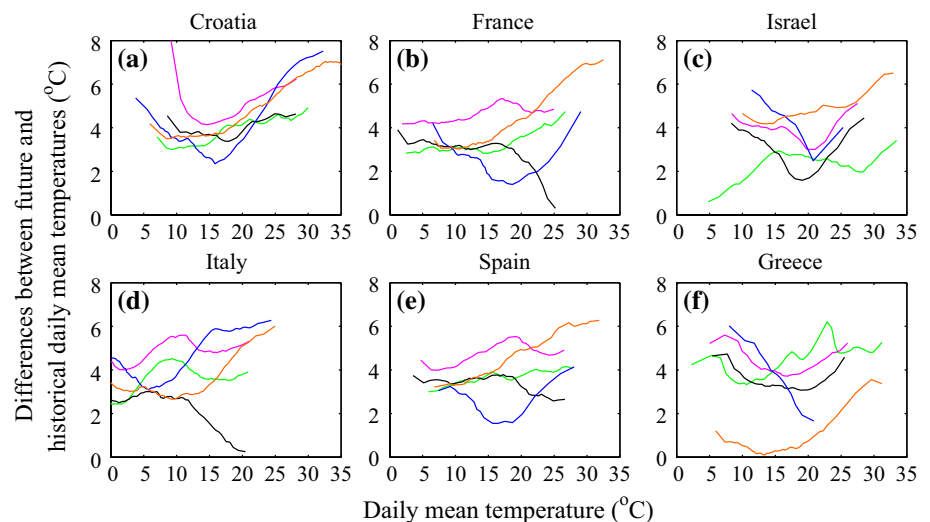 Croatia
France
Israel
(a)
(b)
(c)
8
6
4
2
0
0 5 10 15 20 25 30 35
8
6
4
2
0
0 5 10 15 20 25 30 35
8
6
4
2
0
0 5 10 15 20 25 30 35
Italy
Spain
Greece
(d)
(e)
(f)
8
6
4
2
0
0 5 10 15 20 25 30 35
8
6
4
2
0
0 5 10 15 20 25 30 35
8
6
4
2
0
0 5 10 15 20 25 30 35
Differences between future and
historical daily mean temperatures (°C)
Daily mean temperature (°C)